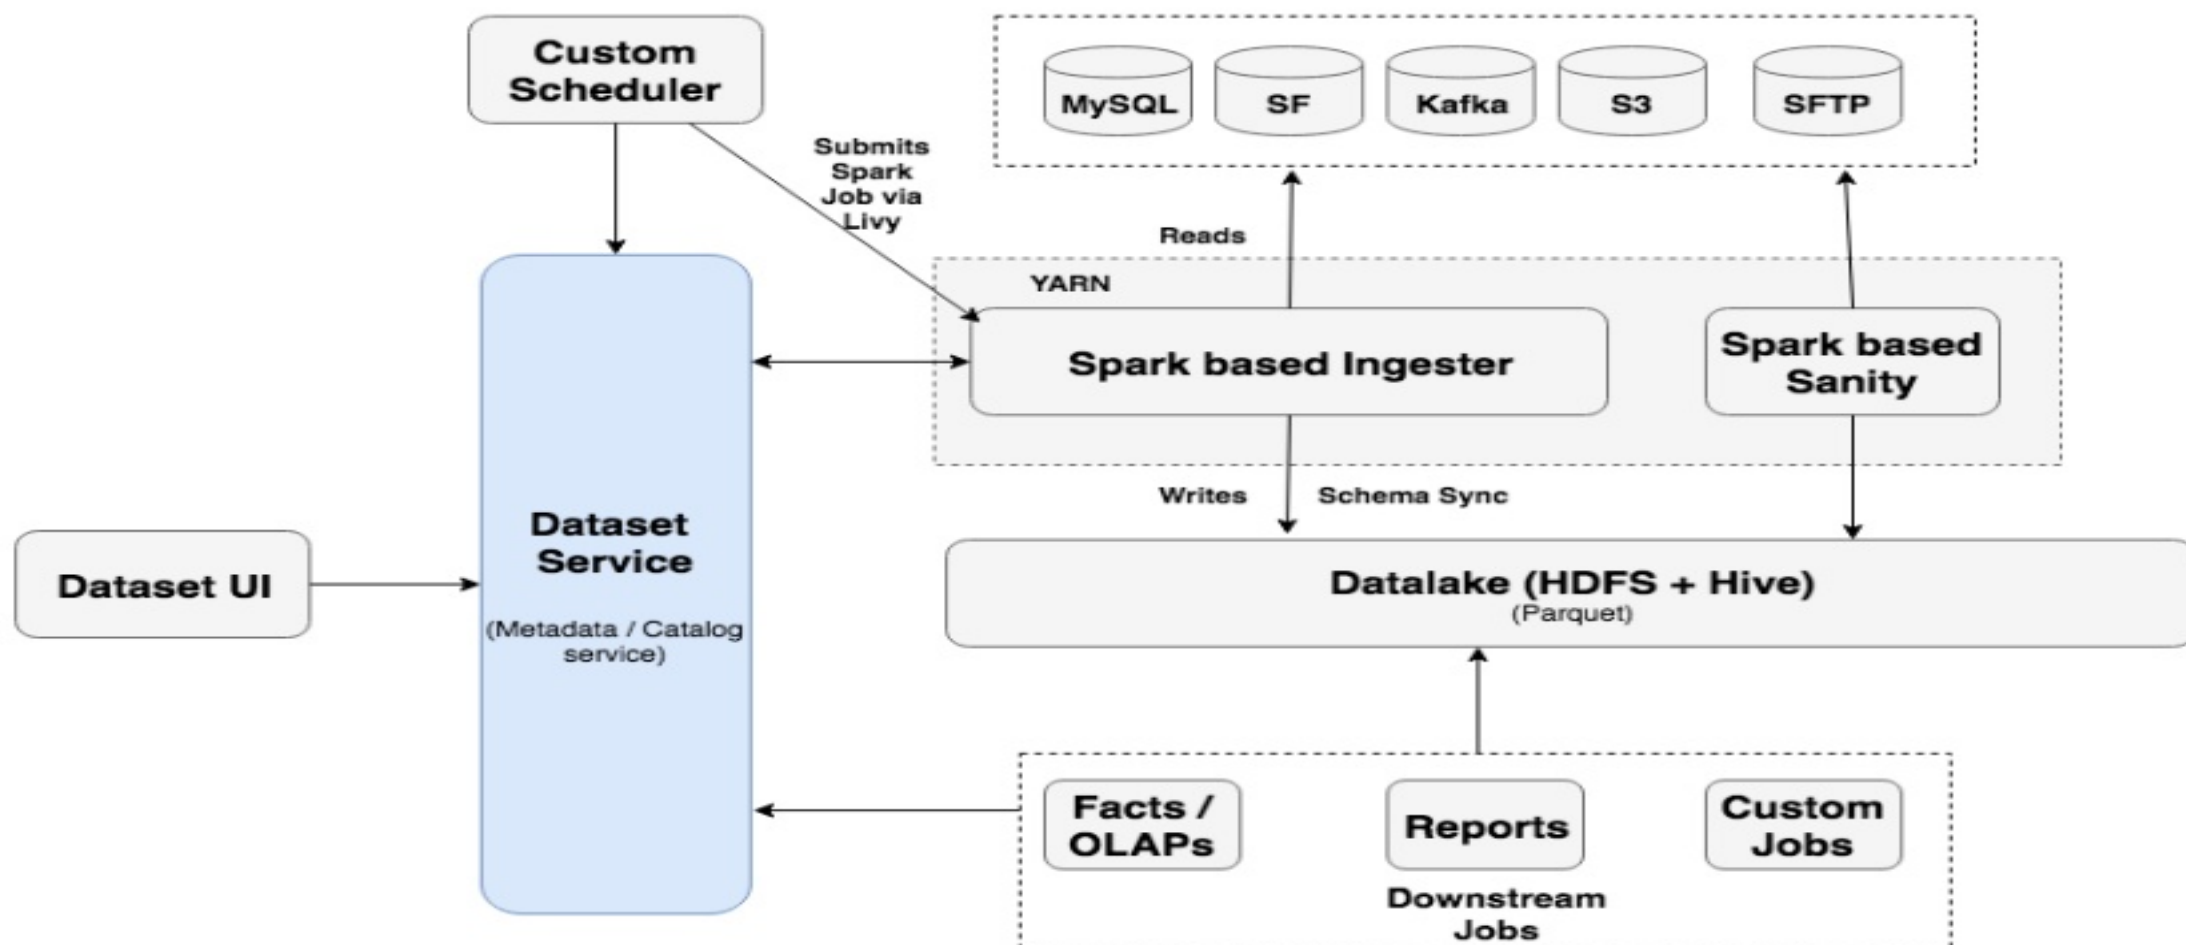 Custom
Scheduler
MySQL
SF
Kafka
S3
SFTP
Submits
Spark
Job via
Livy
Reads
YARN
Spark based Ingester
Spark based
Sanity
Writes
Schema Sync
Dataset
Service
(Metadata / Catalog
service)
Dataset UI
Datalake (HDFS + Hive)
(Parquet)
Facts /
OLAPs
Reports
Custom
Jobs
Downstream
Jobs